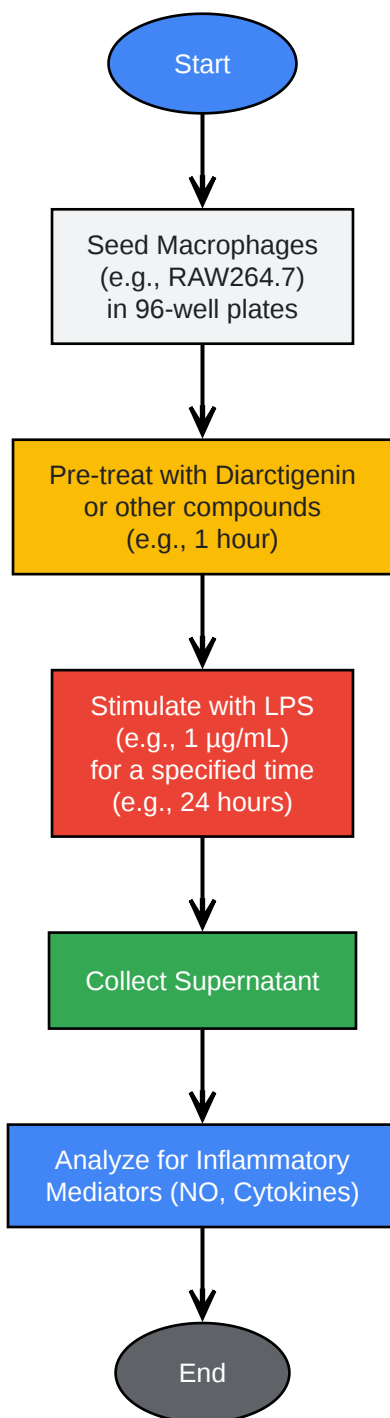 Start
Seed Macrophages
(e.g., RAW264.7)
in 96-well plates
Pre-treat with Diarctigenin
or other compounds
(e.g., 1 hour)
Stimulate with LPS
(e.g., 1 µg/mL)
for a specified time
(e.g., 24 hours)
Collect Supernatant
Analyze for Inflammatory
Mediators (NO, Cytokines)
End